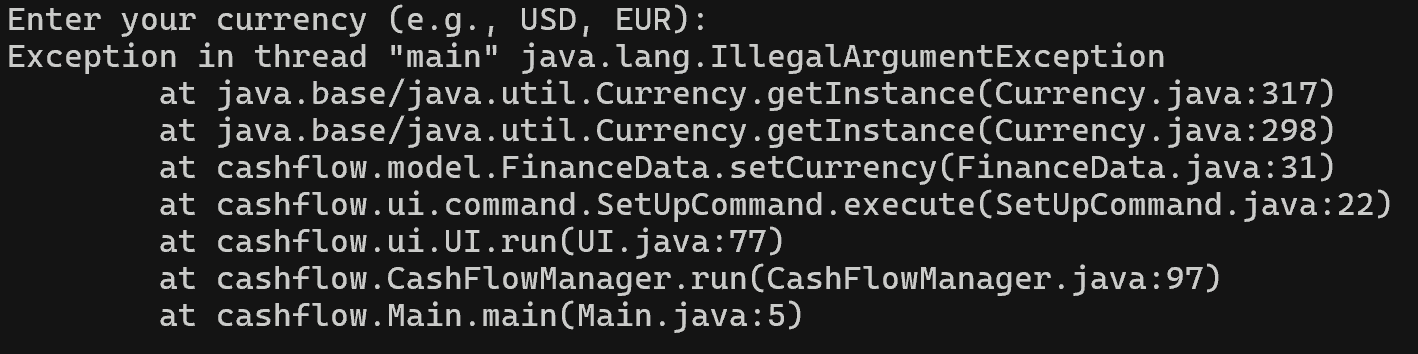 Enter your currency (e.g., USD, EUR):
Exception in thread "main" java.lang.IllegalArgumentException
        at java.base/java.util.Currency.getInstance(Currency.java:317)
        at java.base/java.util.Currency.getInstance(Currency.java:298)
        at cashflow.model.FinanceData.setCurrency(FinanceData.java:31)
        at cashflow.ui.command.SetUpCommand.execute(SetUpCommand.java:22)
        at cashflow.ui.UI.run(UI.java:77)
        at cashflow.CashFlowManager.run(CashFlowManager.java:97)
        at cashflow.Main.main(Main.java:5)